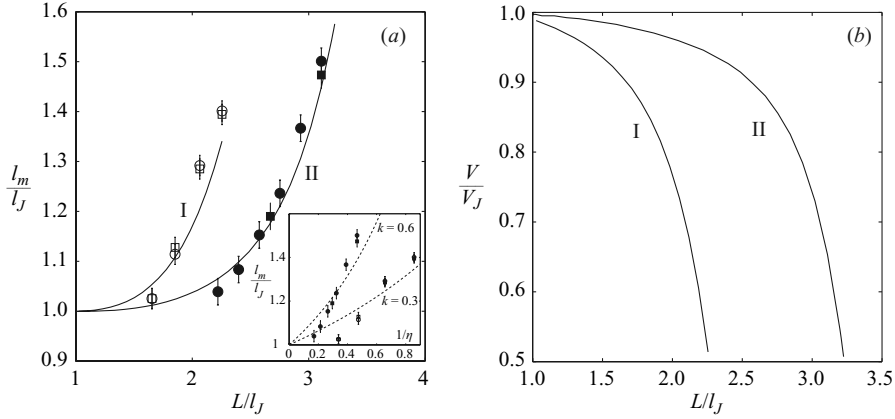 1.6
(a)
1.5
1.4
1.3
1.2
1.1
1.0
0.9
l_m
l_J
I
II
1
2
3
4
L/l_J
l_m
l_J
1.4
1.2
1
k = 0.6
k = 0.3
1/η
0
0.2
0.4
0.6
0.8
1.0
(b)
0.9
0.8
0.7
0.6
0.5
V
V_J
I
II
1.0
1.5
2.0
2.5
3.0
3.5
L/l_J